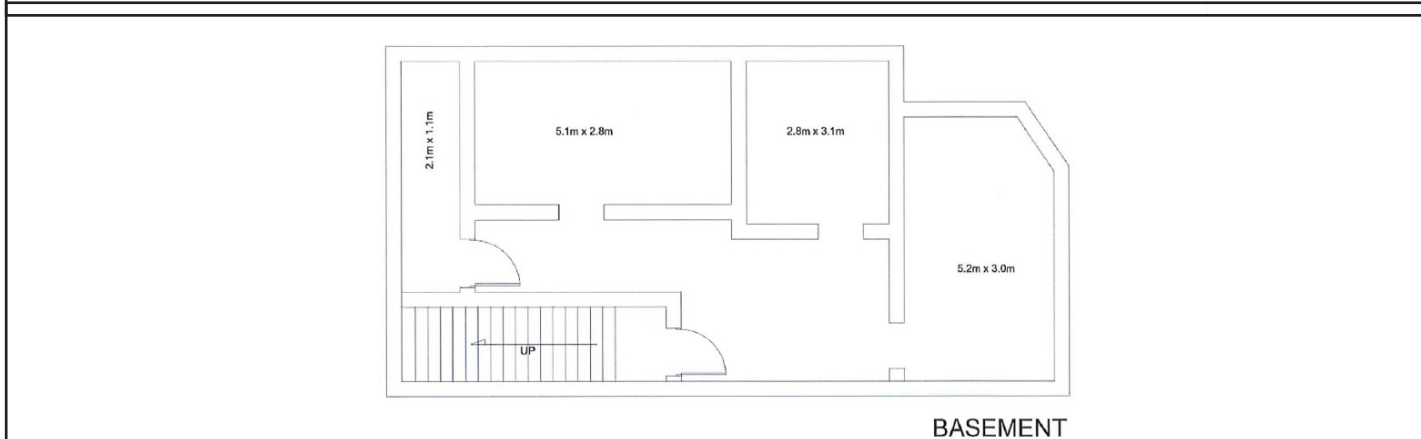 2.1m x 1.1m
5.1m x 2.8m
2.8m x 3.1m
5.2m x 3.0m
UP
BASEMENT